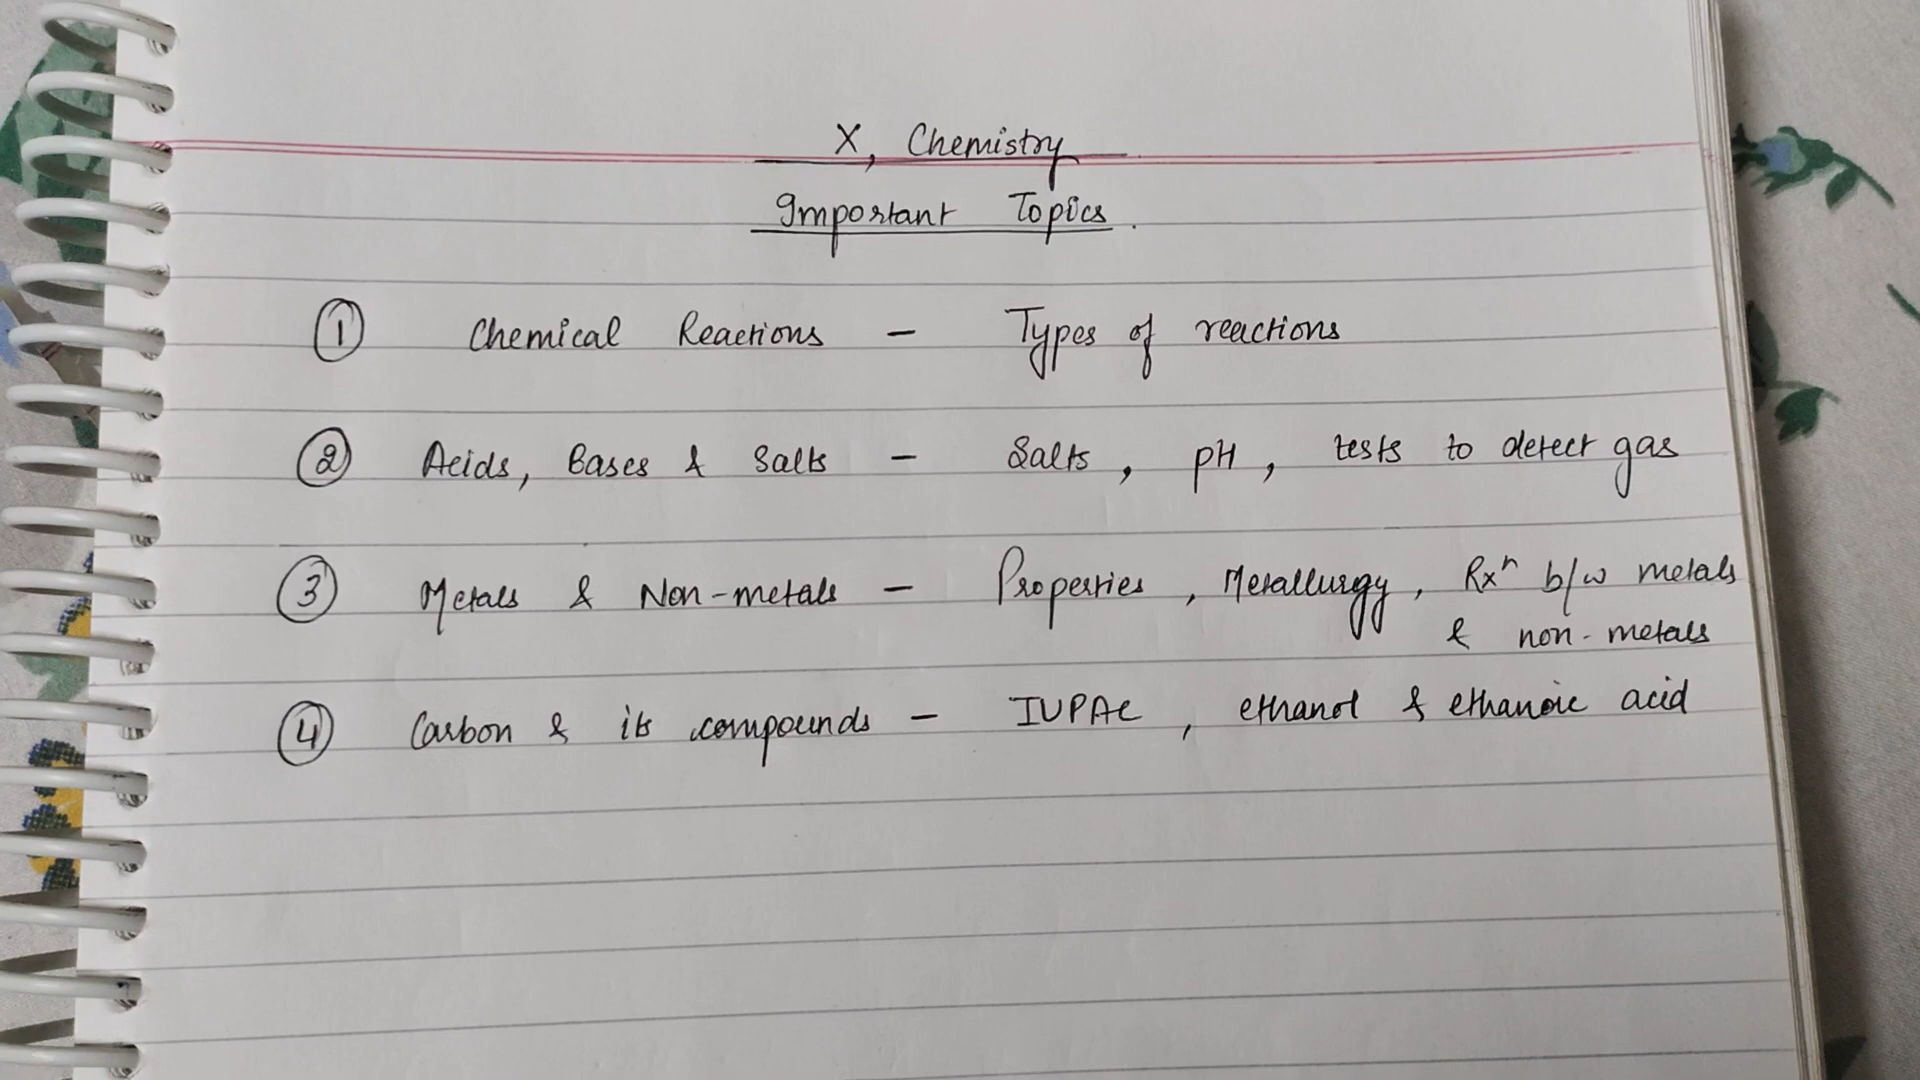 X, Chemistry
Important Topics.
① Chemical Reactions - Types of reactions
② Acids, Bases & Salts - Salts, pH, tests to detect gas
③ Metals & Non-metals - Properties, Metallurgy, Rxⁿ b/w metals
& non-metals
④ Carbon & its compounds - IUPAC, ethanol & ethanoic acid